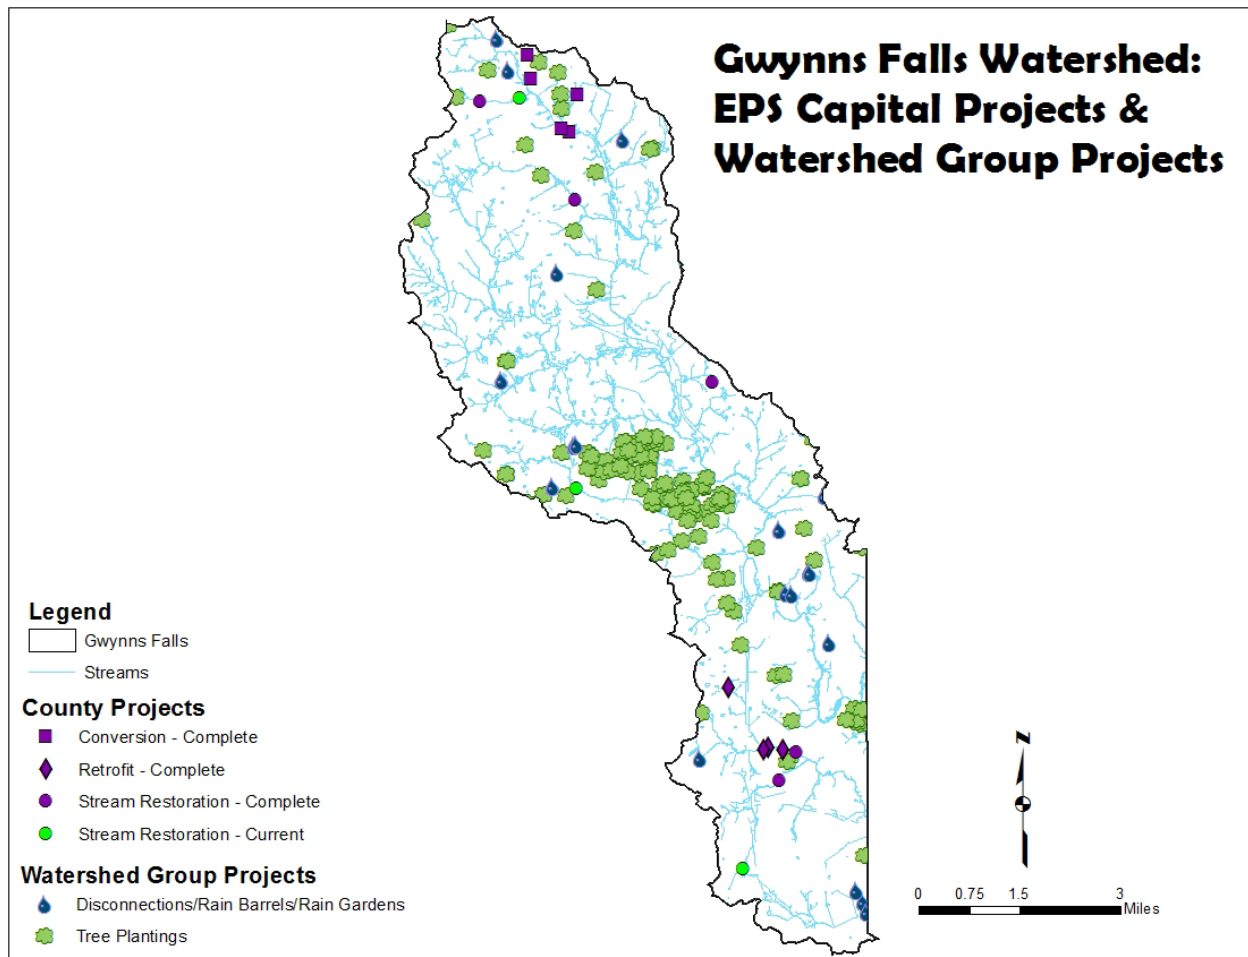 Gwynns Falls Watershed:
EPS Capital Projects &
Watershed Group Projects
Legend
Gwynns Falls
Streams
County Projects
Conversion - Complete
Retrofit - Complete
Stream Restoration - Complete
Stream Restoration - Current
Watershed Group Projects
Disconnections/Rain Barrels/Rain Gardens
Tree Plantings
N
0 0.75 1.5 3
Miles